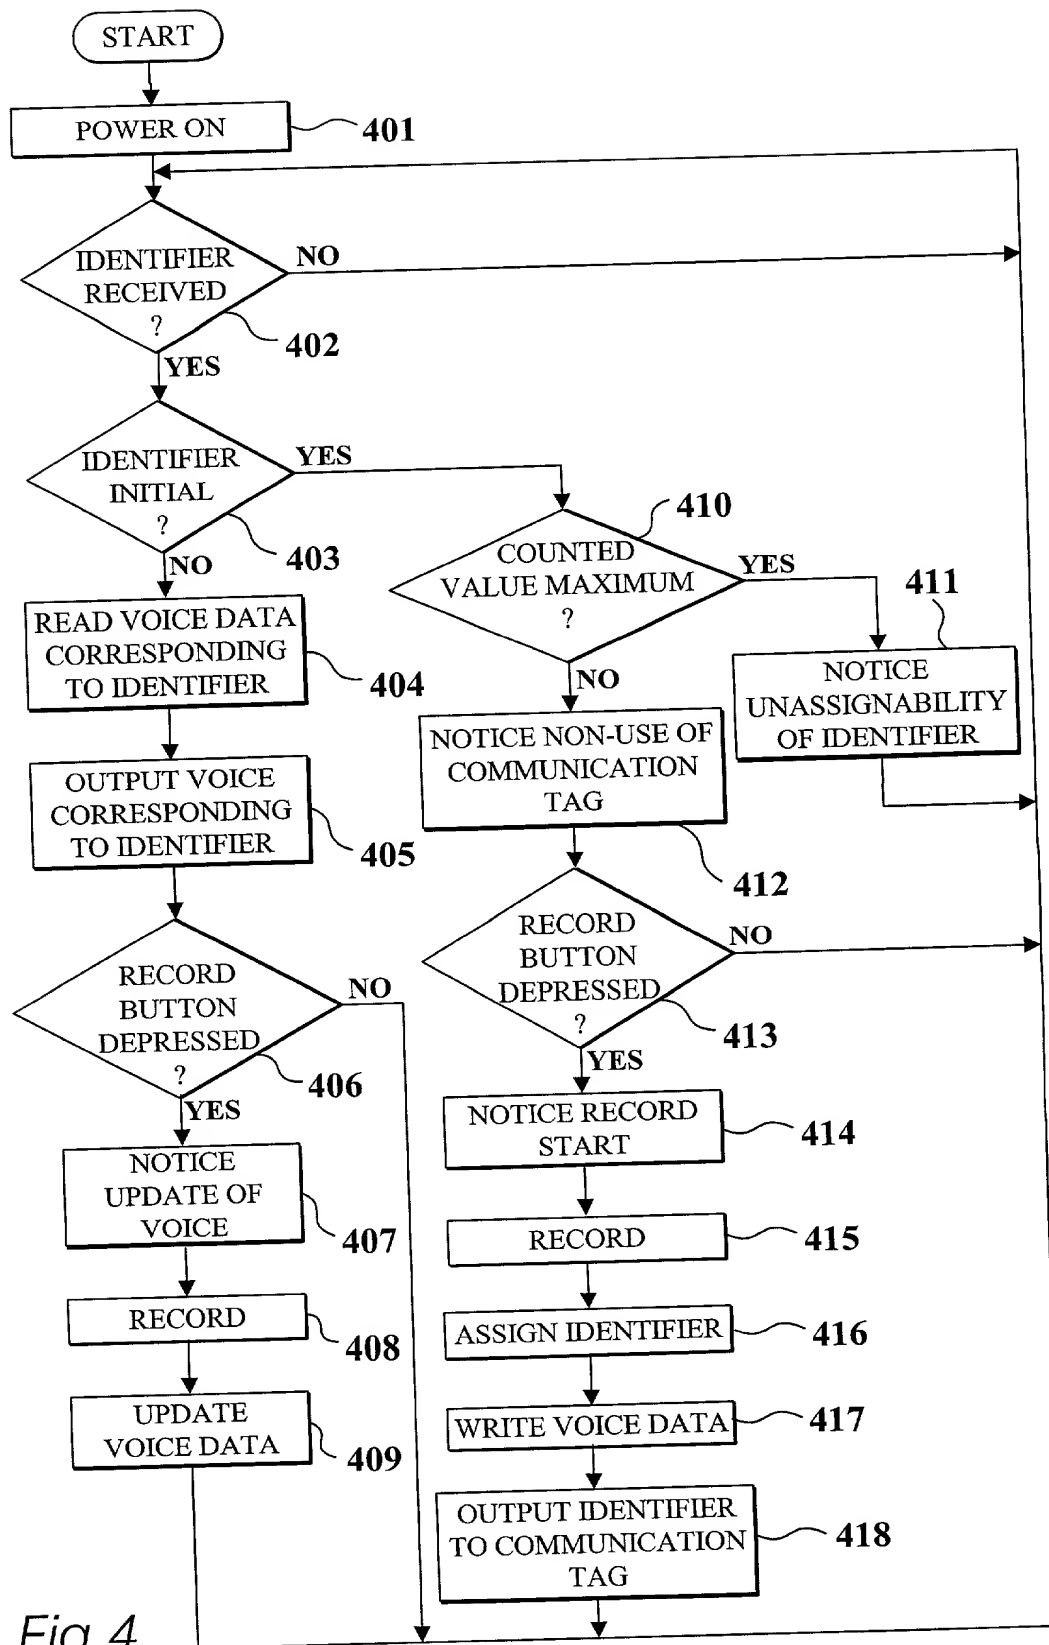 START
POWER ON
401
IDENTIFIER
RECEIVED
?
NO
402
YES
IDENTIFIER
INITIAL
?
YES
403
NO
READ VOICE DATA
CORRESPONDING
TO IDENTIFIER
404
OUTPUT VOICE
CORRESPONDING
TO IDENTIFIER
405
RECORD
BUTTON
DEPRESSED
?
NO
406
YES
NOTICE
UPDATE OF
VOICE
407
RECORD
408
UPDATE
VOICE DATA
409
COUNTED
VALUE MAXIMUM
?
410
YES
411
NOTICE
UNASSIGNABILITY
OF IDENTIFIER
NO
NOTICE NON-USE OF
COMMUNICATION
TAG
412
RECORD
BUTTON
DEPRESSED
?
NO
413
YES
NOTICE RECORD
START
414
RECORD
415
ASSIGN IDENTIFIER
416
WRITE VOICE DATA
417
OUTPUT IDENTIFIER
TO COMMUNICATION
TAG
418
Fig 4